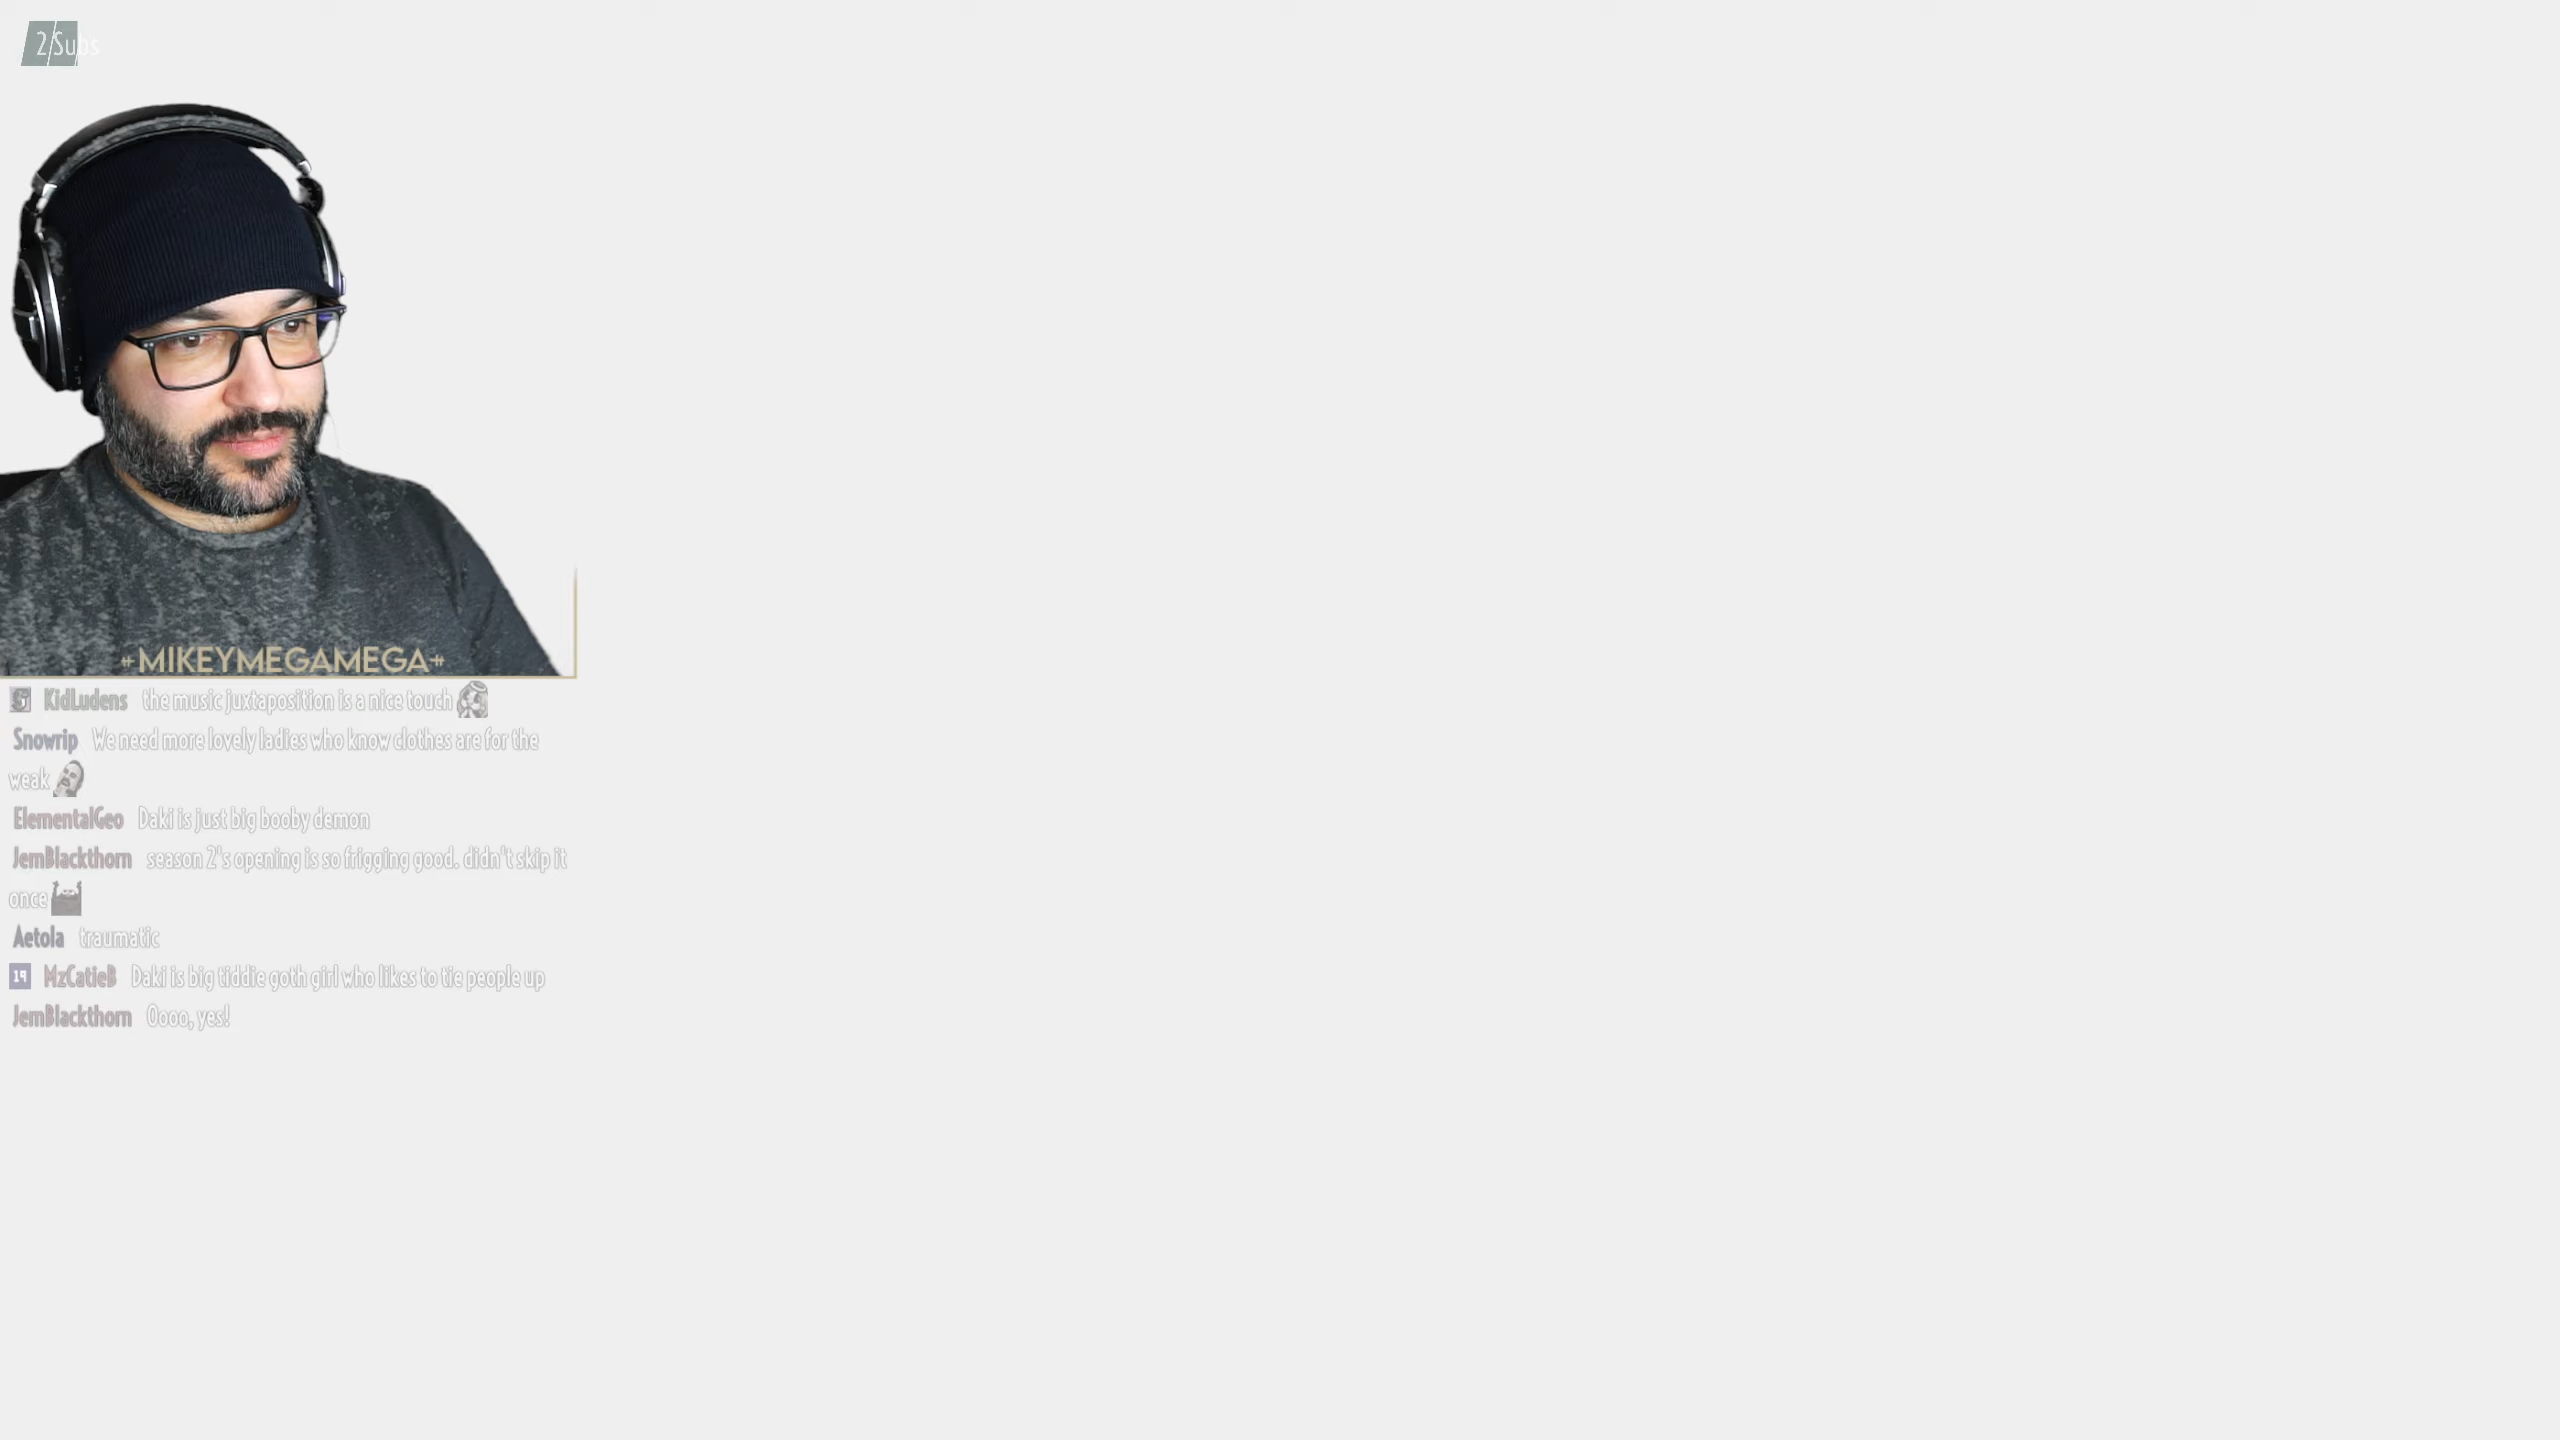 2/Subs
+MIKEYMEGAMEGA+
KidLudens the music juxtaposition is a nice touch
Snowrip We need more lovely ladies who know clothes are for the
weak
ElementalGeo Daki is just big booby demon
JemBlackthorn season 2's opening is so frigging good. didn't skip it
once
Aetola traumatic
19 MzCatieB Daki is big tiddie goth girl who likes to tie people up
JemBlackthorn Oooo, yes!